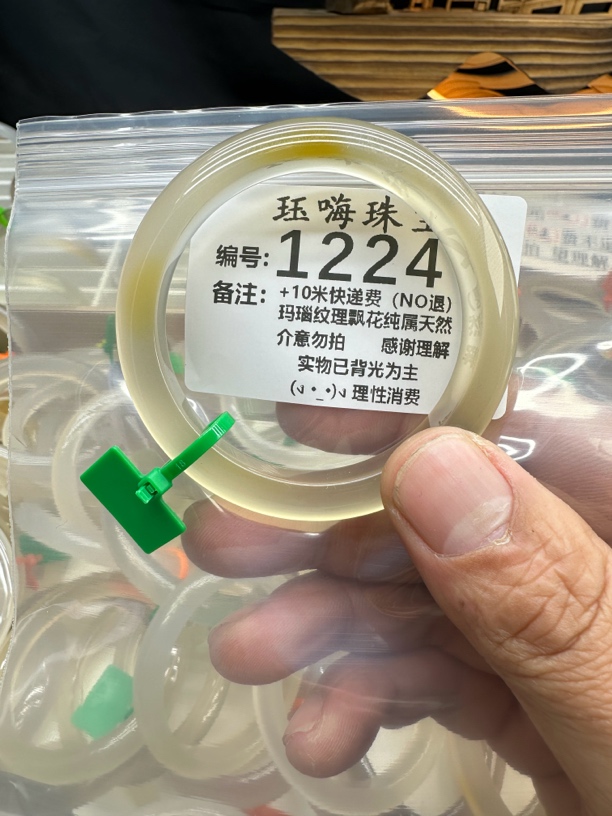 珏嗨珠宝
编号:1224
备注: +10米快递费 (NO退)
玛瑙纹理飘花纯属天然
介意勿拍 感谢理解
实物已背光为主
(ง •_•)ง 理性消费